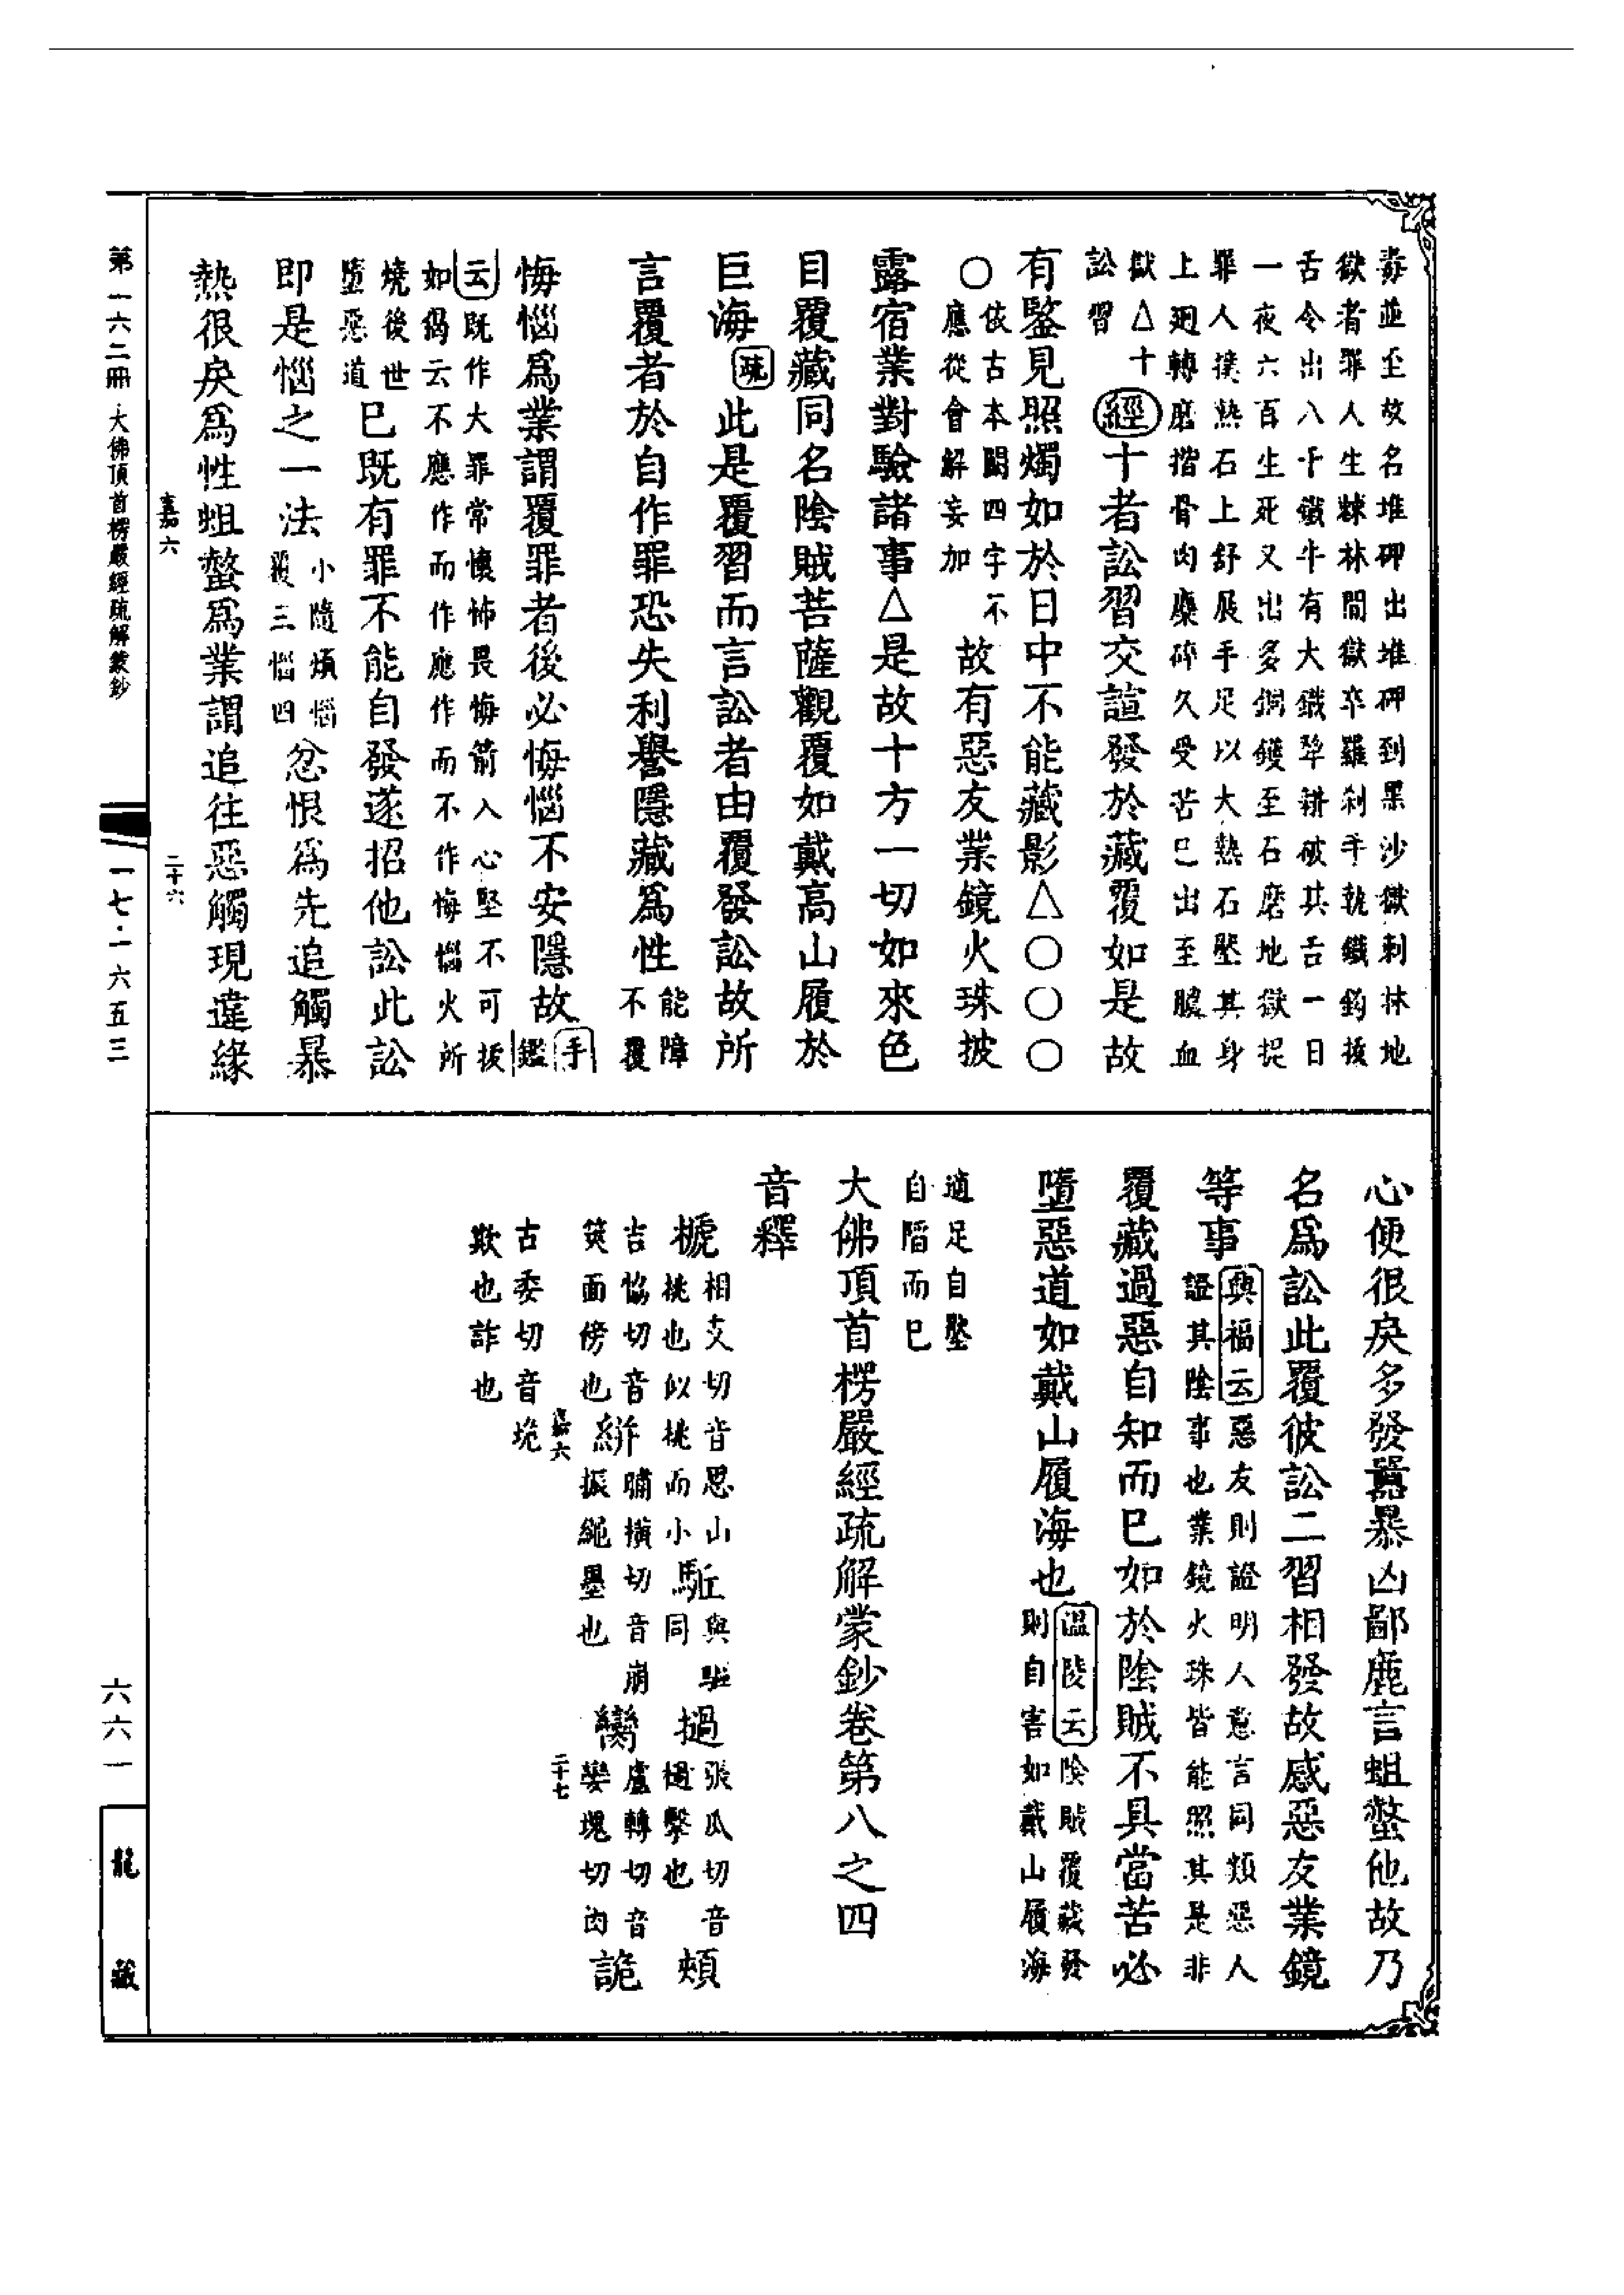 毒並至故名堆砷出堆砷到黑沙獄刺林地
獄者罪人生棘林間獄卒羅剎手執鐵鉤拔
舌令出八千鐵牛有大鐵犂耕破其舌一日
一夜六百生死又出多銅鑊至石磨地獄捉
罪人撲熱石上舒展手足以大熱石壓其身
上迴轉磨揩骨肉糜碎久受苦已出至膿血
獄△十
訟習
經十者訟習交諠發於藏覆如是故
有鑒見照燭如於日中不能藏影△〇〇〇
〇依古本闕四字不
應從會解妄加
故有惡友業鏡火珠披
露宿業對驗諸事△是故十方一切如來色
目覆藏同名陰賊菩薩觀覆如戴高山履於
巨海疏此是覆習而言訟者由覆發訟故所
言覆者於自作罪恐失利譽隱藏爲性能障
不覆
悔惱爲業謂覆罪者後必悔惱不安隱故手
鑑
云既作大罪常懷怖畏悔箭入心堅不可拔
如偈云不應作而作應作而不作悔惱火所
燒後世
墮惡道
已既有罪不能自發遂招他訟此訟
即是惱之一法小隨煩惱
覆三惱四
忿恨爲先追觸暴
熱很戾爲性蛆螫爲業謂追往惡觸現違緣
嘉六
二十六
第一六二冊
大佛頂首楞嚴經疏解蒙鈔
一七·一六五三
心便很戾多發囂暴凶鄙麄言蛆螫他故乃
名爲訟此覆彼訟二習相發故感惡友業鏡
等事興福云惡友則證明人意言同類惡人
證其陰事也業鏡火珠皆能照其是非
覆藏過惡自知而已如於陰賊不具當苦必
墮惡道如戴山履海也溫陵云陰賊覆藏發
則自害如戴山履海
適足自墜
自陷而已
大佛頂首楞嚴經疏解蒙鈔卷第八之四
音釋
榹相支切音思山
桃也似桃而小
駈與驅
同
撾張瓜切音
檛擊也
頰
吉協切音
筴面傍也
絣晡橫切音崩
振繩墨也
臠盧轉切音
孌塊切肉
詭
古委切音垝
欺也詐也
嘉六
二十七
六六一
龍藏